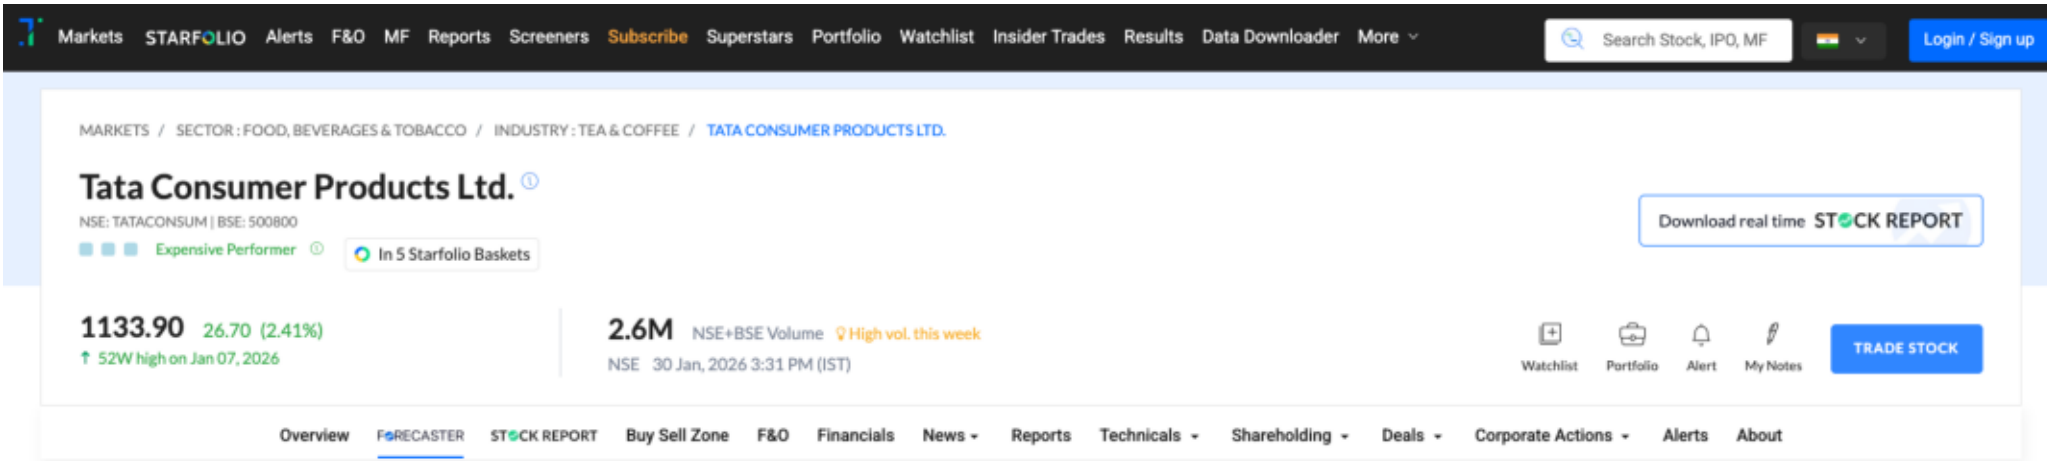 Markets STARFOLIO Alerts F&O MF Reports Screeners Subscribe Superstars Portfolio Watchlist Insider Trades Results Data Downloader More Search Stock, IPO, MF Login / Sign up
MARKETS / SECTOR : FOOD, BEVERAGES & TOBACCO / INDUSTRY : TEA & COFFEE / TATA CONSUMER PRODUCTS LTD.
Tata Consumer Products Ltd.
NSE: TATACONSUM | BSE: 500800
Download real time STOCK REPORT
Expensive Performer In 5 Starfolio Baskets
1133.90 26.70 (2.41%)
52W high on Jan 07, 2026
2.6M NSE+BSE Volume High vol. this week
NSE 30 Jan, 2026 3:31 PM (IST)
Watchlist Portfolio Alert My Notes
TRADE STOCK
Overview FORECASTER STOCK REPORT Buy Sell Zone F&O Financials News Reports Technicals Shareholding Deals Corporate Actions Alerts About